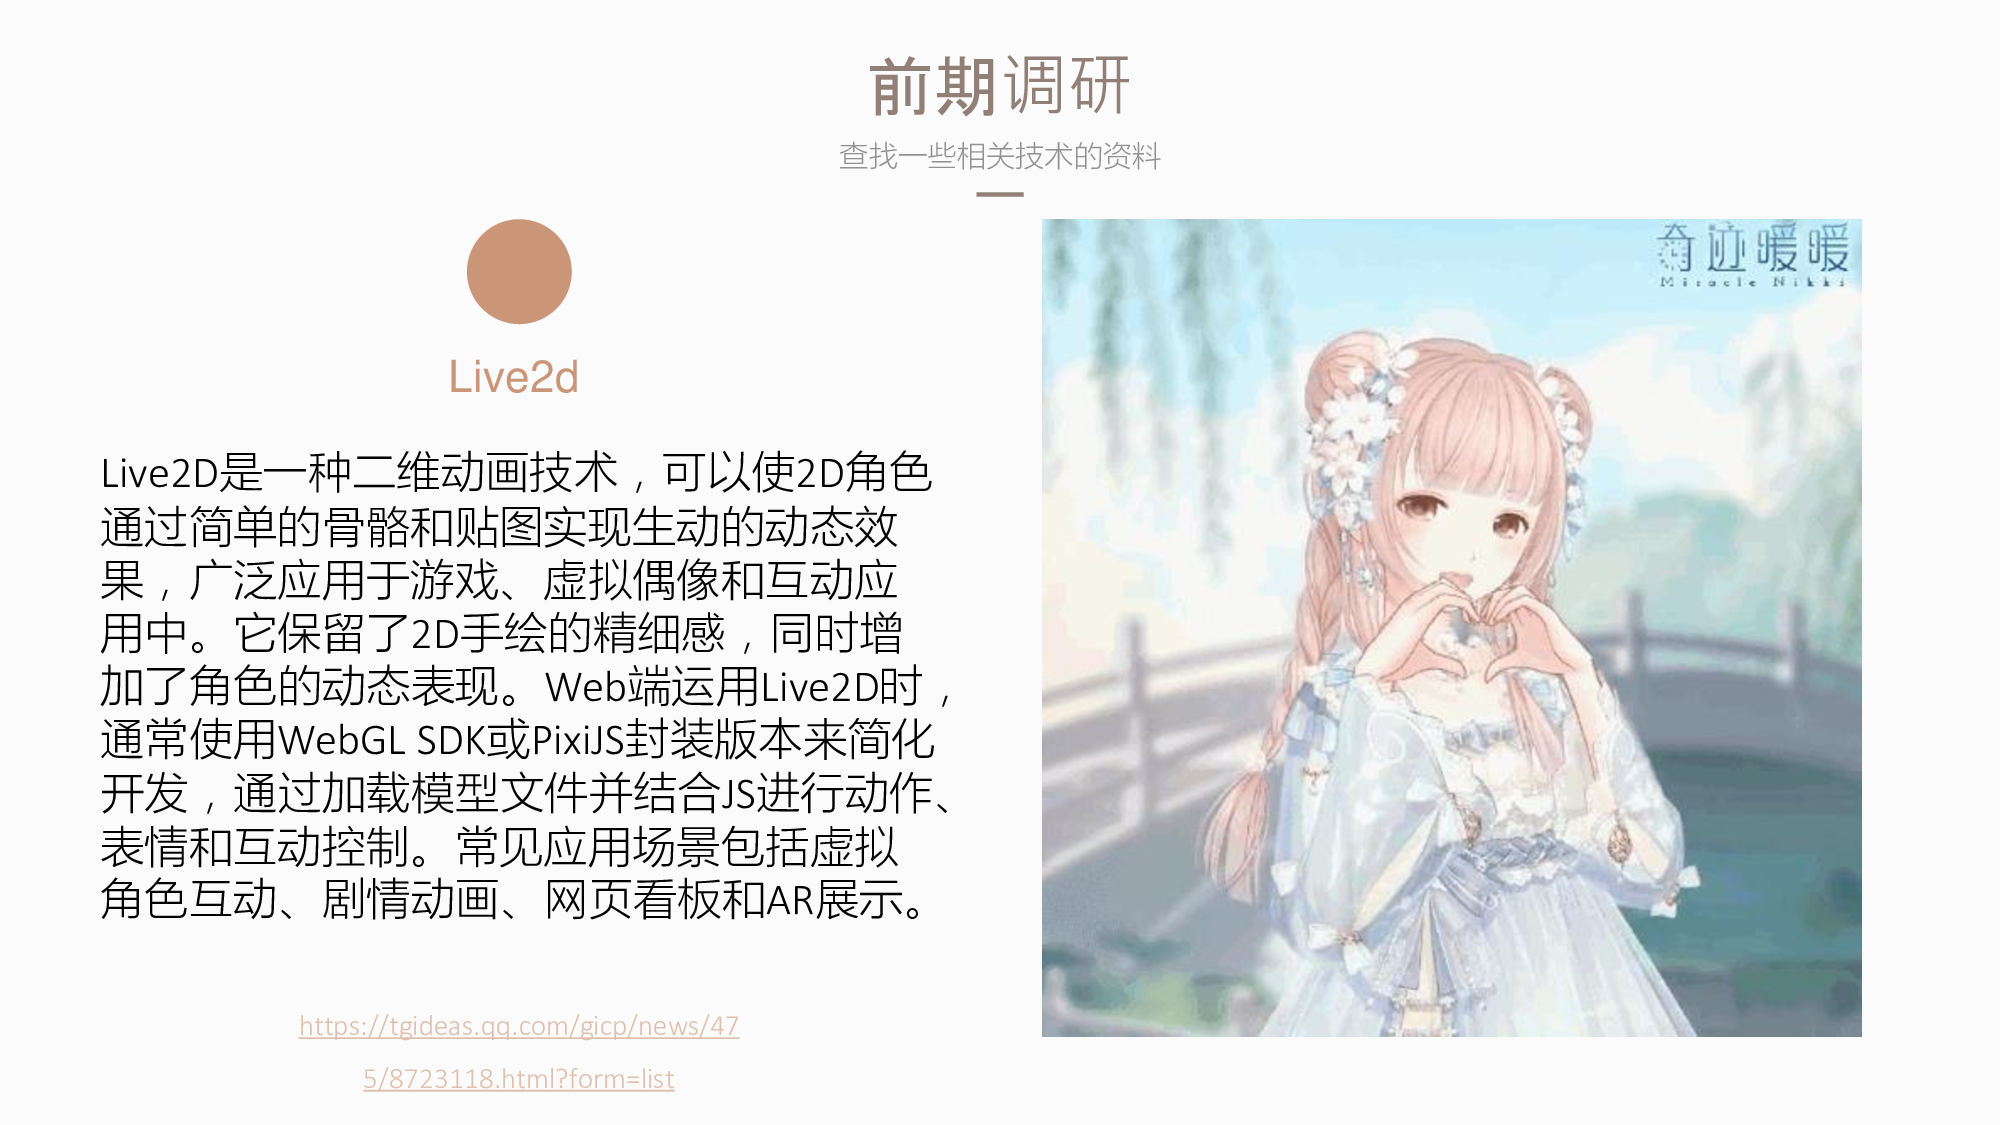 前期调研
查找一些相关技术的资料
Live2d
Live2D是一种二维动画技术，可以使2D角色
通过简单的骨骼和贴图实现生动的动态效
果，广泛应用于游戏、虚拟偶像和互动应
用中。它保留了2D手绘的精细感，同时增
加了角色的动态表现。Web端运用Live2D时，
通常使用WebGL SDK或PixiJS封装版本来简化
开发，通过加载模型文件并结合JS进行动作、
表情和互动控制。常见应用场景包括虚拟
角色互动、剧情动画、网页看板和AR展示。
https://tgideas.qq.com/gicp/news/47
5/8723118.html?form=list
奇迹暖暖
Miracle Nikki